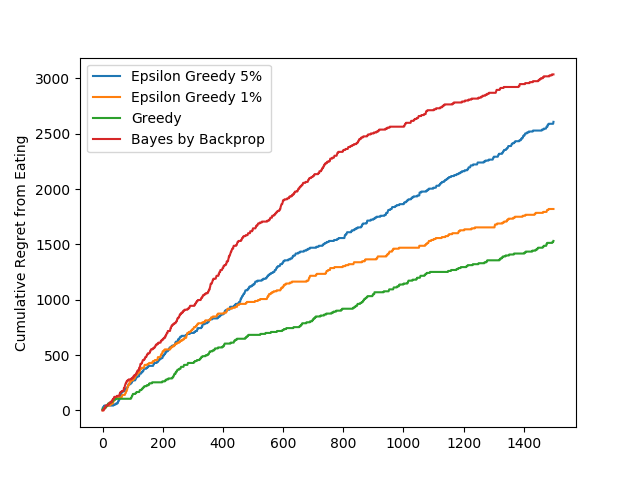 3000
2500
2000
1500
1000
500
0
Cumulative Regret from Eating
Epsilon Greedy 5%
Epsilon Greedy 1%
Greedy
Bayes by Backprop
0 200 400 600 800 1000 1200 1400